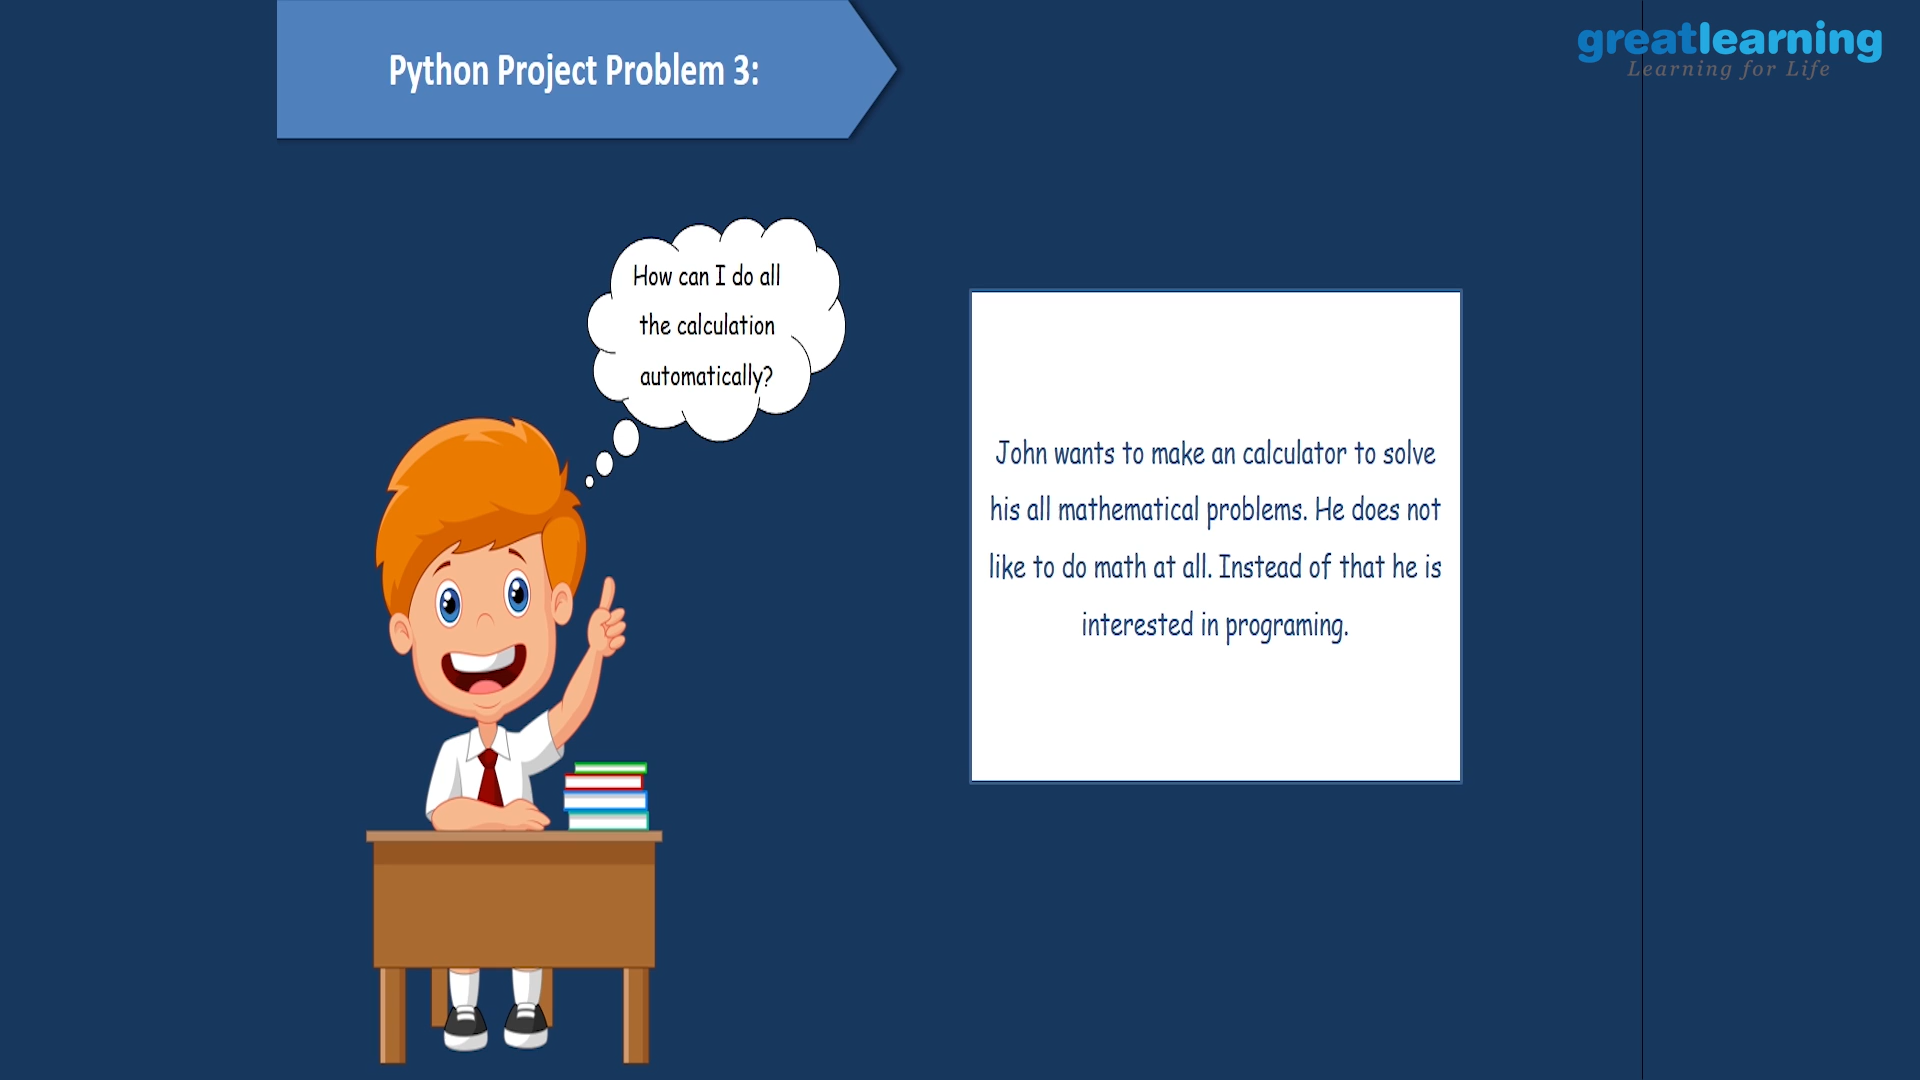 Python Project Problem 3:
greatlearning
Learning for Life
How can I do all
the calculation
automatically?
John wants to make an calculator to solve
his all mathematical problems. He does not
like to do math at all. Instead of that he is
interested in programing.